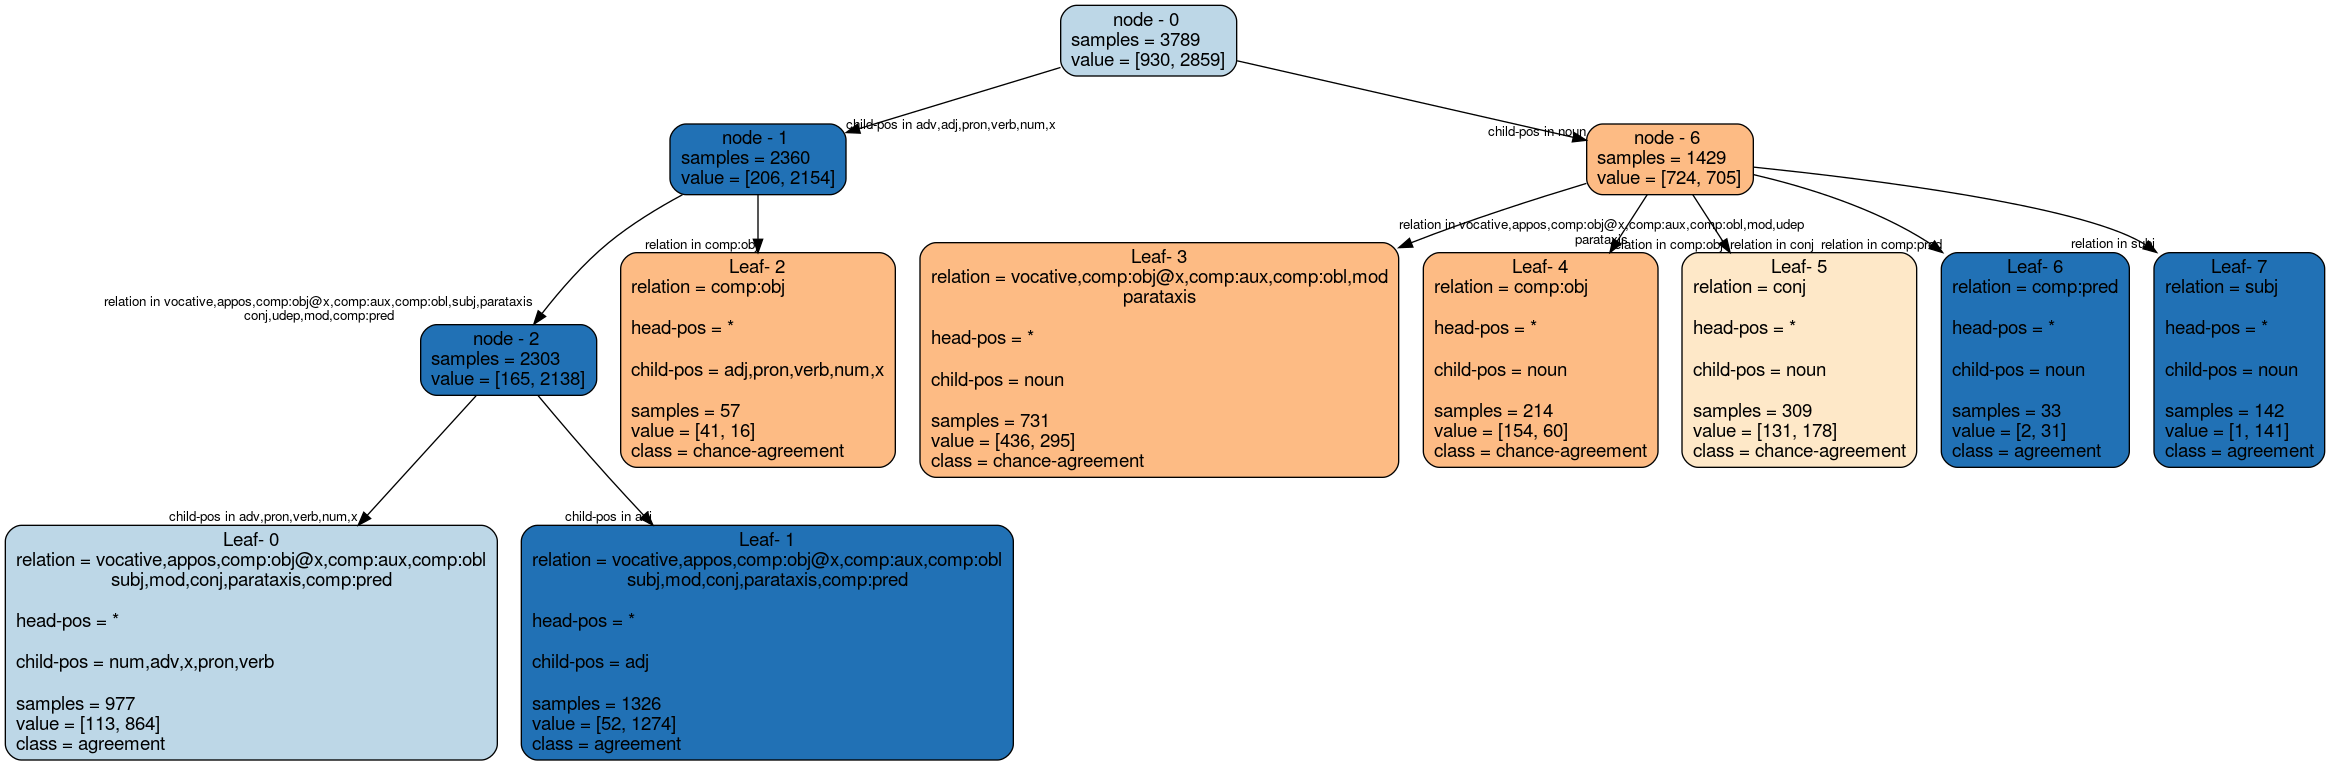 node - 0
samples = 3789
value = [930, 2859]
child-pos in adv,adj,pron,verb,num,x
child-pos in noun
node - 1
samples = 2360
value = [206, 2154]
node - 6
samples = 1429
value = [724, 705]
relation in vocative,appos,comp:obj@x,comp:aux,comp:obl,subj,parataxis
conj,udep,mod,comp:pred
relation in comp:obj
relation in vocative,appos,comp:obj@x,comp:aux,comp:obl,mod,udep
parataxis
relation in comp:obj
relation in conj
relation in comp:pred
relation in subj
node - 2
samples = 2303
value = [165, 2138]
Leaf- 2
relation = comp:obj
head-pos = *
child-pos = adj,pron,verb,num,x
samples = 57
value = [41, 16]
class = chance-agreement
Leaf- 3
relation = vocative,comp:obj@x,comp:aux,comp:obl,mod
parataxis
head-pos = *
child-pos = noun
samples = 731
value = [436, 295]
class = chance-agreement
Leaf- 4
relation = comp:obj
head-pos = *
child-pos = noun
samples = 214
value = [154, 60]
class = chance-agreement
Leaf- 5
relation = conj
head-pos = *
child-pos = noun
samples = 309
value = [131, 178]
class = chance-agreement
Leaf- 6
relation = comp:pred
head-pos = *
child-pos = noun
samples = 33
value = [2, 31]
class = agreement
Leaf- 7
relation = subj
head-pos = *
child-pos = noun
samples = 142
value = [1, 141]
class = agreement
child-pos in adv,pron,verb,num,x
child-pos in adj
Leaf- 0
relation = vocative,appos,comp:obj@x,comp:aux,comp:obl
subj,mod,conj,parataxis,comp:pred
head-pos = *
child-pos = num,adv,x,pron,verb
samples = 977
value = [113, 864]
class = agreement
Leaf- 1
relation = vocative,appos,comp:obj@x,comp:aux,comp:obl
subj,mod,conj,parataxis,comp:pred
head-pos = *
child-pos = adj
samples = 1326
value = [52, 1274]
class = agreement